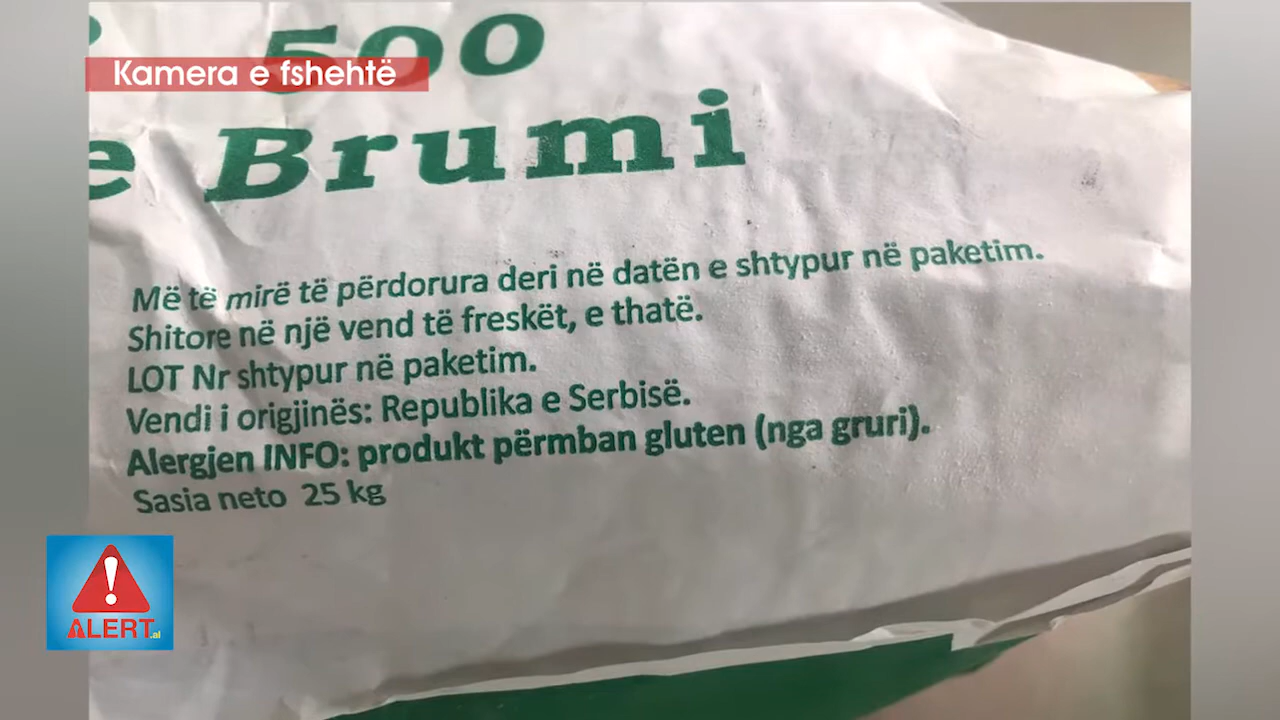 500
Kamera e fshehtë
e Brumi
Më të mirë të përdorura deri në datën e shtypur në paketim.
Shitore në një vend të freskët, e thatë.
LOT Nr shtypur në paketim.
Vendi i origjinës: Republika e Serbisë.
Alergjen INFO: produkt përmban gluten (nga gruri).
Sasia neto 25 kg
ALERT.al